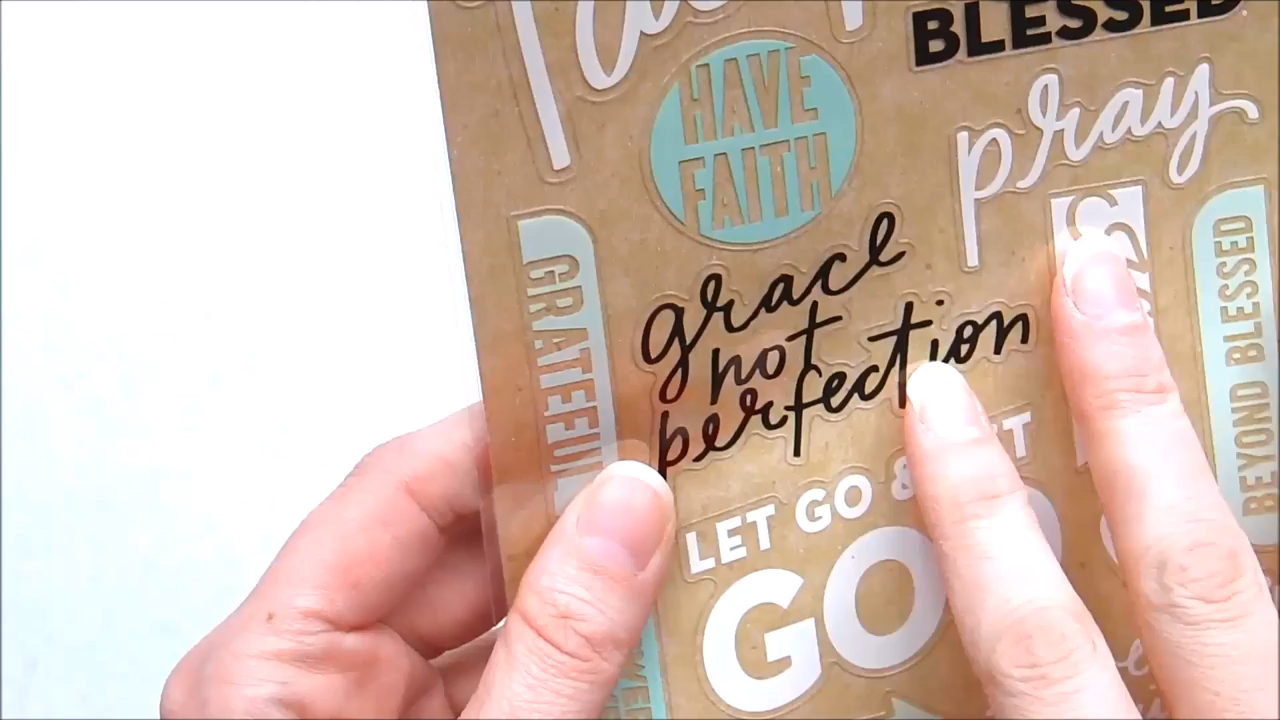 BLESSED
HAVE
FAITH
pray
grace
not
perfection
GRATEFUL
BEYOND BLESSED
LET GO &
GO